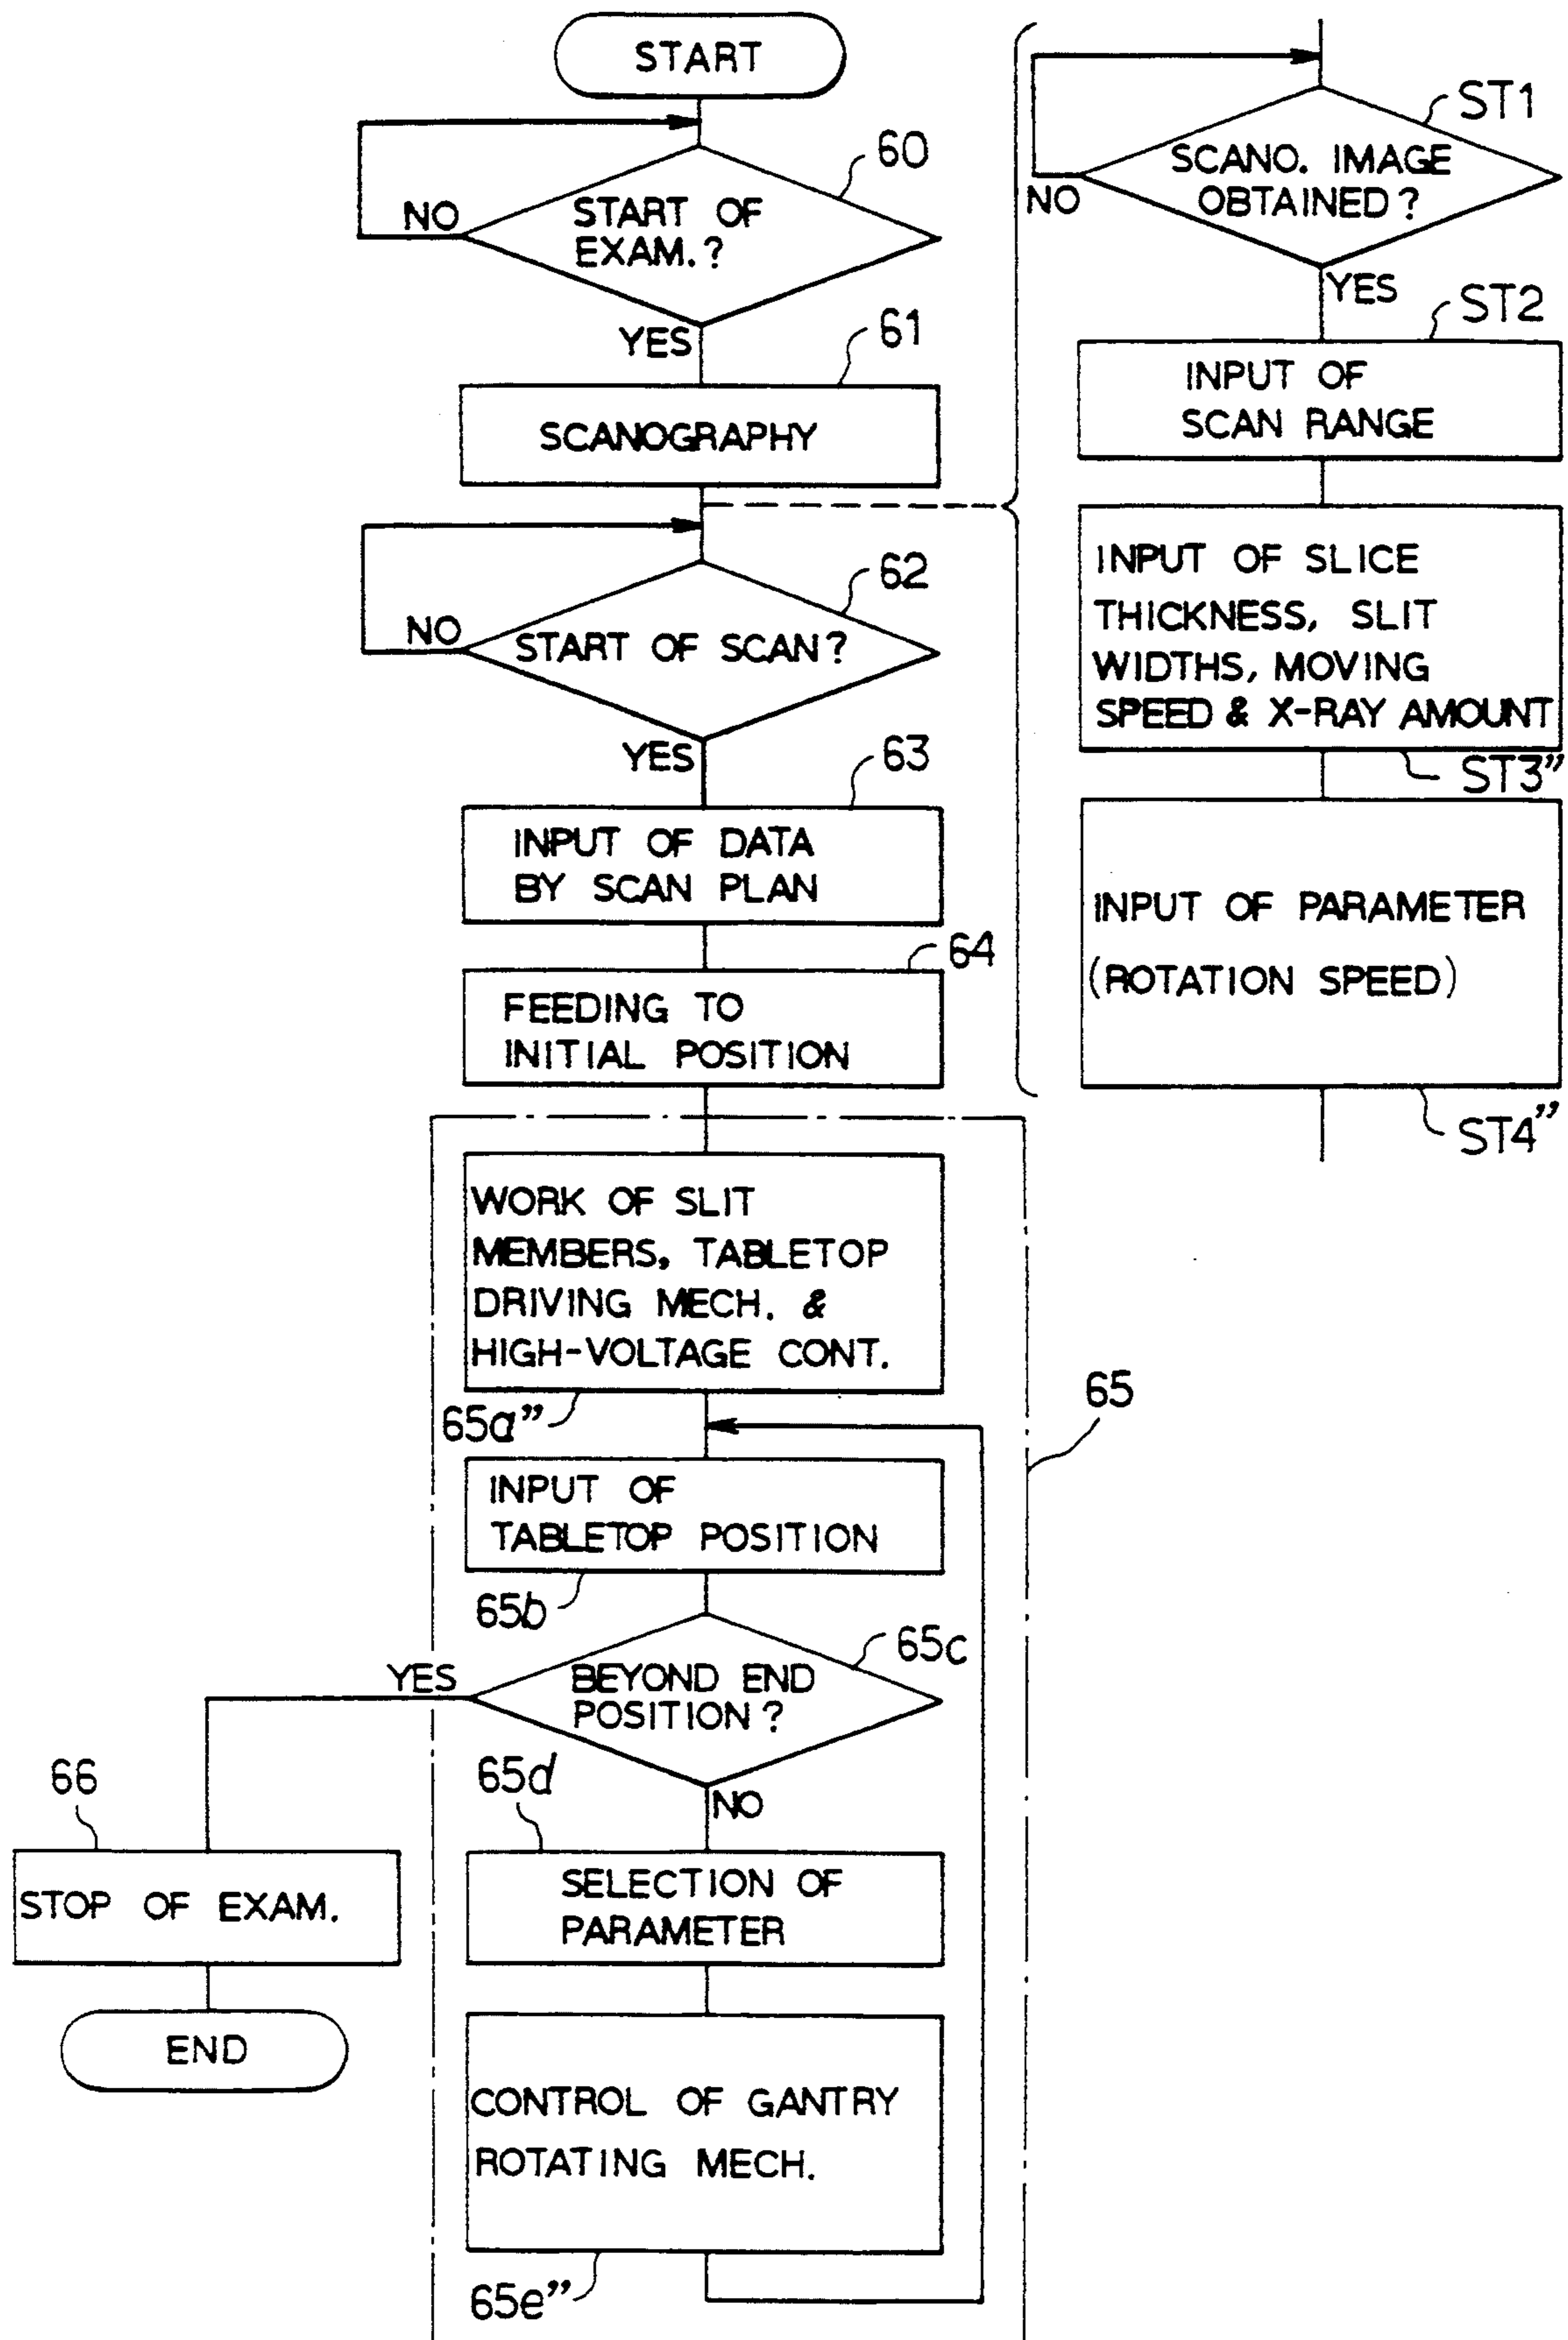 START
60
NO
START OF
EXAM.?
YES
61
SCANOGRAPHY
62
NO
START OF SCAN?
YES
63
INPUT OF DATA
BY SCAN PLAN
64
FEEDING TO
INITIAL POSITION
WORK OF SLIT
MEMBERS, TABLETOP
DRIVING MECH. &
HIGH-VOLTAGE CONT.
65a"
65
INPUT OF
TABLETOP POSITION
65b
65c
YES
BEYOND END
POSITION?
NO
66
STOP OF EXAM.
END
65d
SELECTION OF
PARAMETER
CONTROL OF GANTRY
ROTATING MECH.
65e"
ST1
SCANO. IMAGE
OBTAINED?
NO
YES
ST2
INPUT OF
SCAN RANGE
INPUT OF SLICE
THICKNESS, SLIT
WIDTHS, MOVING
SPEED & X-RAY AMOUNT
ST3"
INPUT OF PARAMETER
(ROTATION SPEED)
ST4"